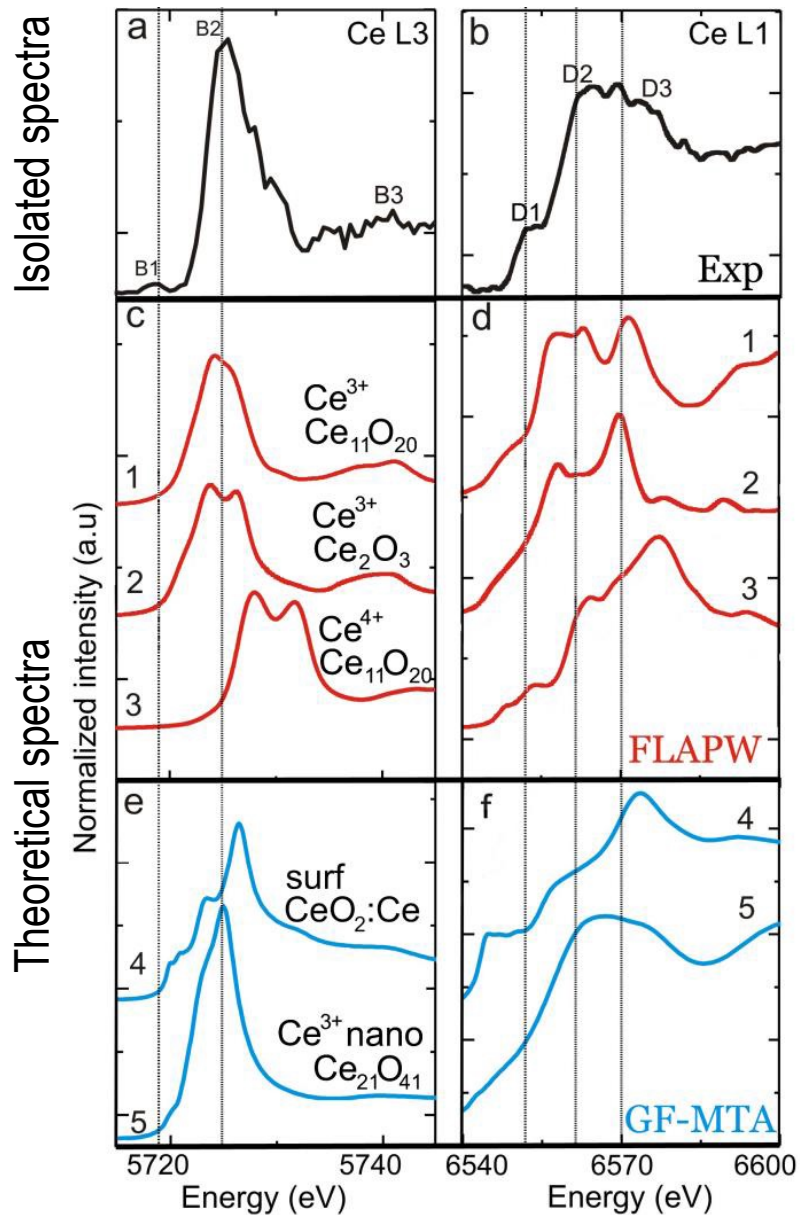 Isolated spectra
Theoretical spectra
Normalized intensity (a.u)
a
B2
Ce L3
B3
B1
b
Ce L1
D2
D3
D1
Exp
c
Ce3+
Ce11O20
1
Ce3+
Ce2O3
2
Ce4+
Ce11O20
3
d
1
2
3
FLAPW
e
surf
CeO2:Ce
4
Ce3+ nano
Ce21O41
5
f
4
5
GF-MTA
5720
5740
6540
6570
6600
Energy (eV)
Energy (eV)